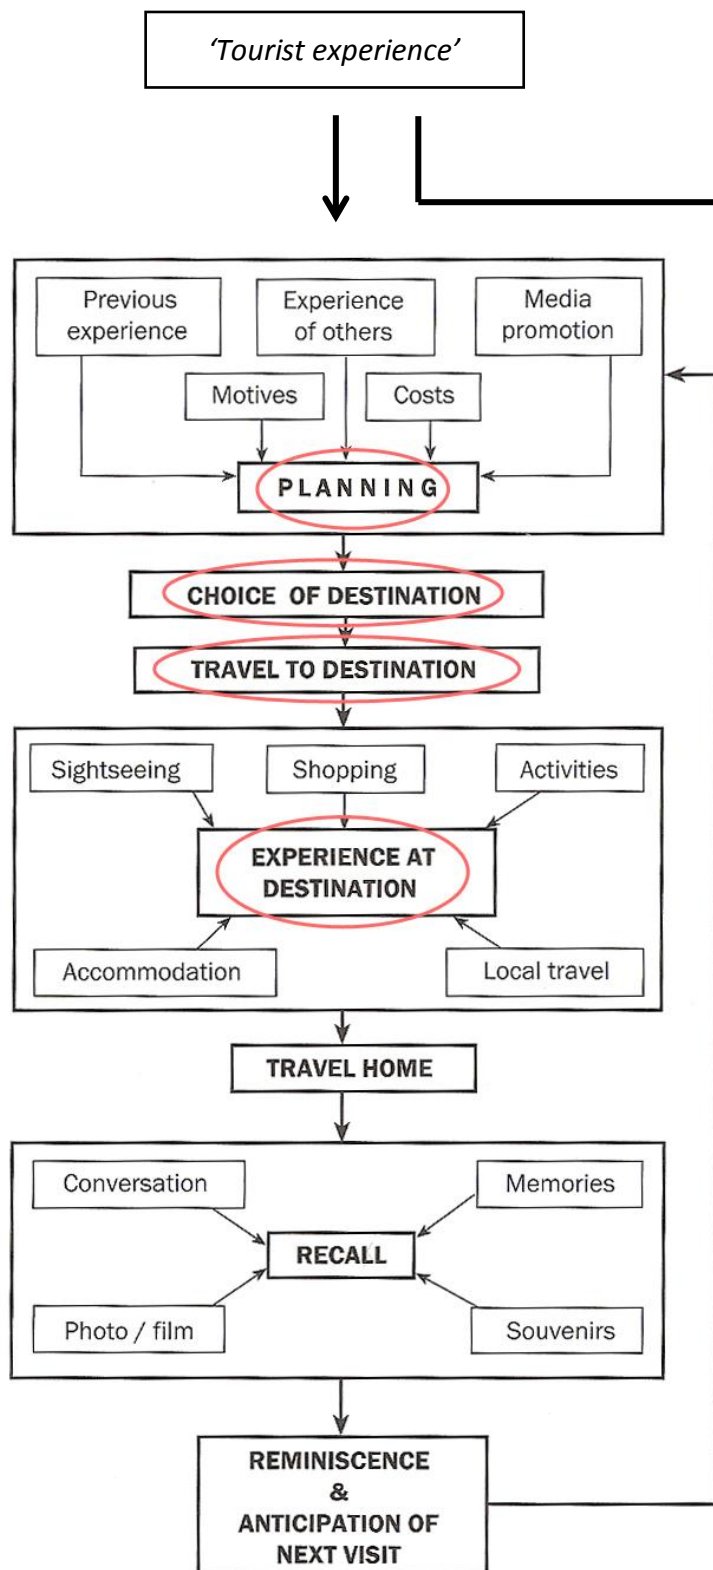 ‘Tourist experience’
Previous
experience
Experience
of others
Media
promotion
Motives
Costs
PLANNING
CHOICE OF DESTINATION
TRAVEL TO DESTINATION
Sightseeing
Shopping
Activities
EXPERIENCE AT
DESTINATION
Accommodation
Local travel
TRAVEL HOME
Conversation
Memories
RECALL
Photo / film
Souvenirs
REMINISCENCE
&
ANTICIPATION OF
NEXT VISIT